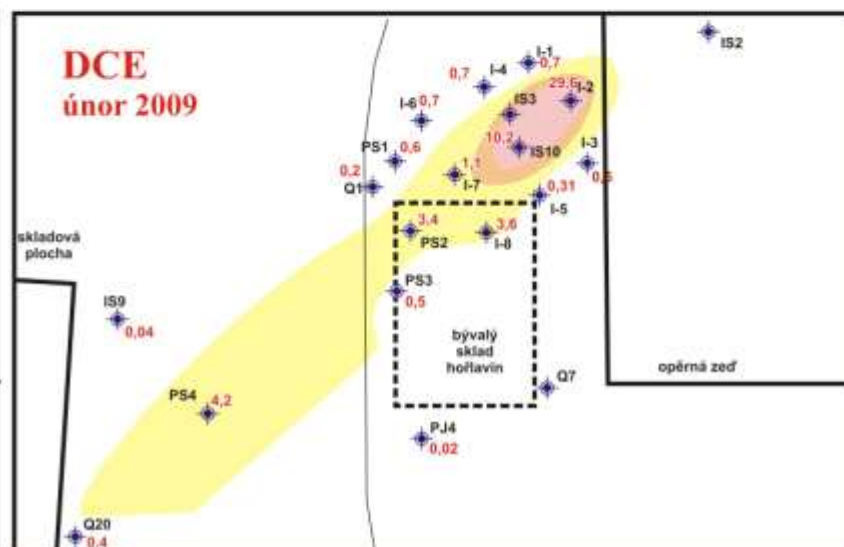 DCE
únor 2009
IS2
I-1
0,7
I-4
0,7
29,6
I-2
IS3
I-6
0,7
10,2
IS10
I-3
0,5
PS1
0,6
1,1
I-7
0,2
Q1
0,31
I-5
3,4
PS2
3,6
I-8
skladová
plocha
PS3
0,5
IS9
0,04
bývalý
sklad
hořlavin
opěrná zeď
Q7
PS4
4,2
PJ4
0,02
Q20
0,4